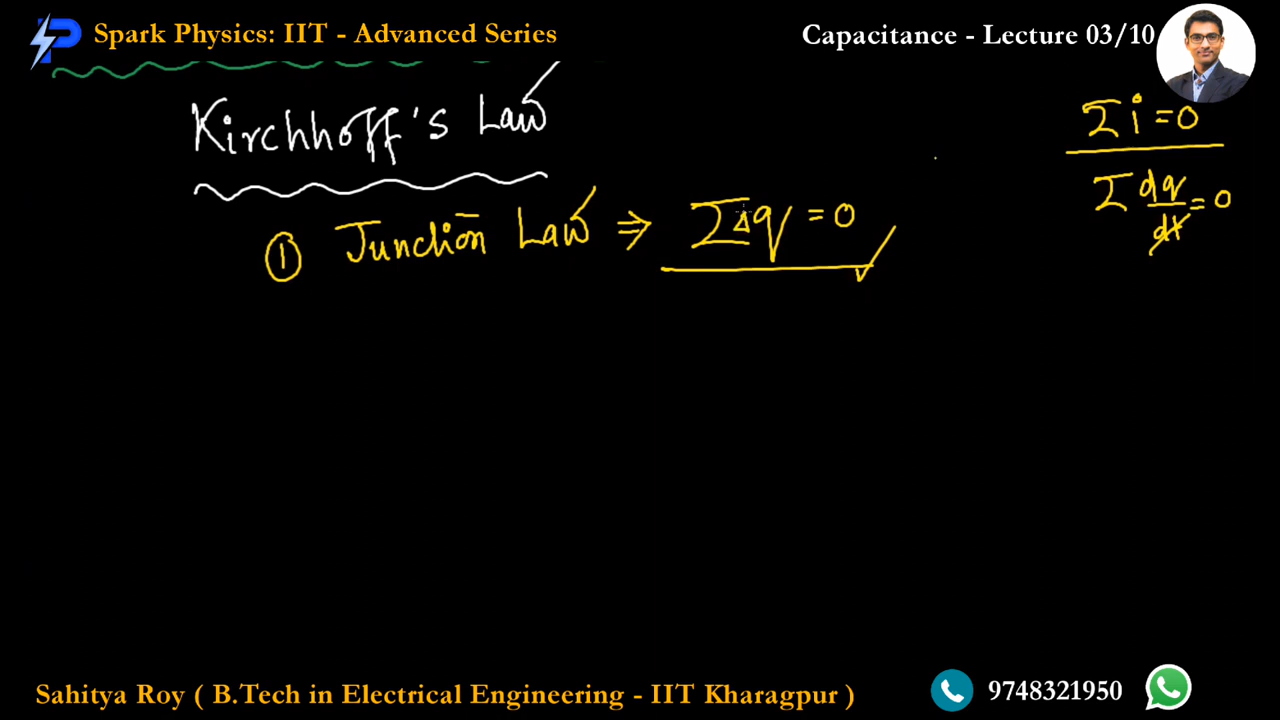 Spark Physics: IIT - Advanced Series
Capacitance - Lecture 03/10
Kirchhoff's Law
Σi = 0
Σ dq/dt = 0
① Junction Law ⇒ ΣΔq = 0
Sahitya Roy ( B.Tech in Electrical Engineering - IIT Kharagpur )
9748321950